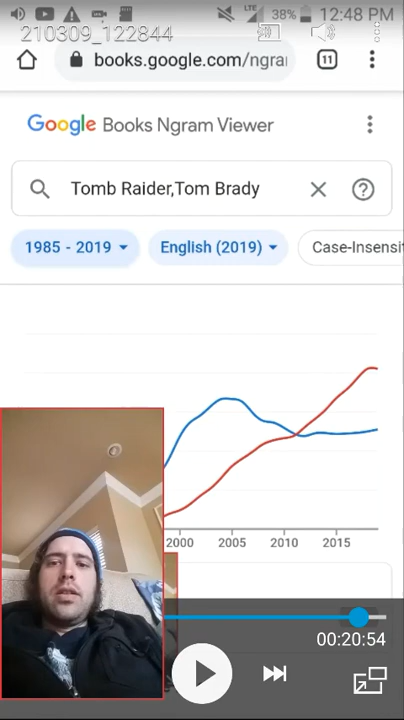 38% 12:48 PM
210309_122844
books.google.com/ngra
11
Google Books Ngram Viewer
Tomb Raider,Tom Brady
1985 - 2019 English (2019) Case-Insensit
2000 2005 2010 2015
00:20:54